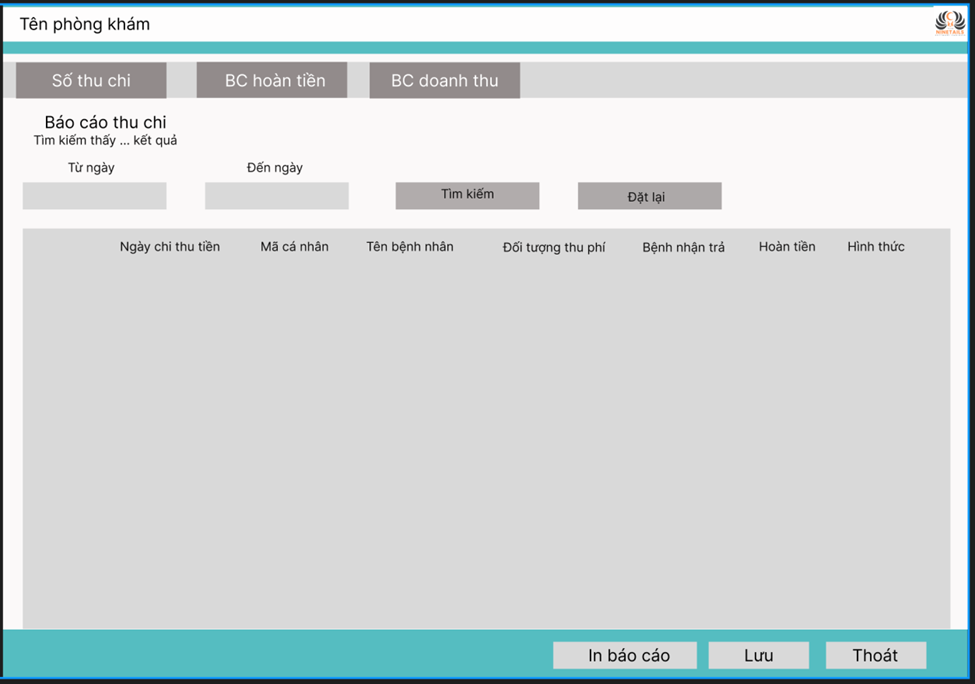 Tên phòng khám
NINETAILS
Số thu chi
BC hoàn tiền
BC doanh thu
Báo cáo thu chi
Tìm kiếm thấy ... kết quả
Từ ngày
Đến ngày
Tìm kiếm
Đặt lại
Ngày chi thu tiền
Mã cá nhân
Tên bệnh nhân
Đối tượng thu phí
Bệnh nhận trả
Hoàn tiền
Hình thức
In báo cáo
Lưu
Thoát